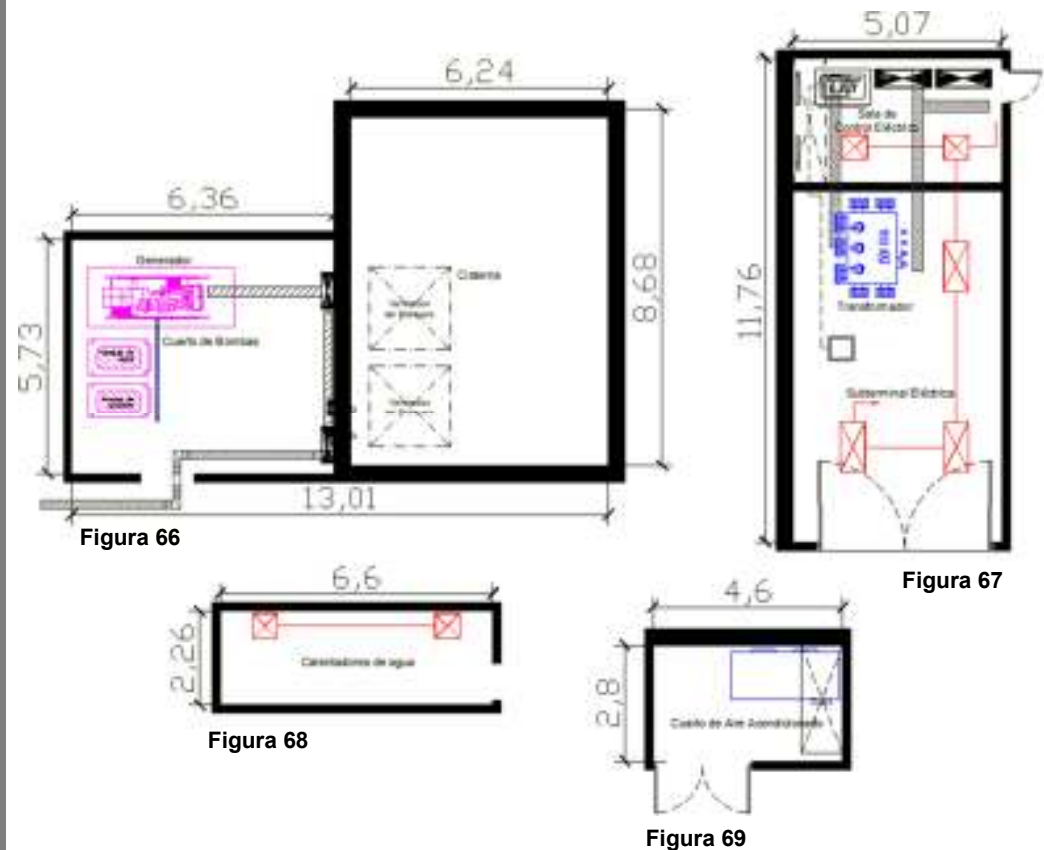 6,24
6,36
Generador
Cuarto de Bombas
5,73
Cisterna
8,68
13,01
Figura 66
5,07
Sala de
Control Eléctrico
11,76
Transformador
Subterminal Eléctrica
Figura 67
6,6
2,26
Calentadores de agua
Figura 68
4,6
2,8
Cuarto de Aire Acondicionado
Figura 69